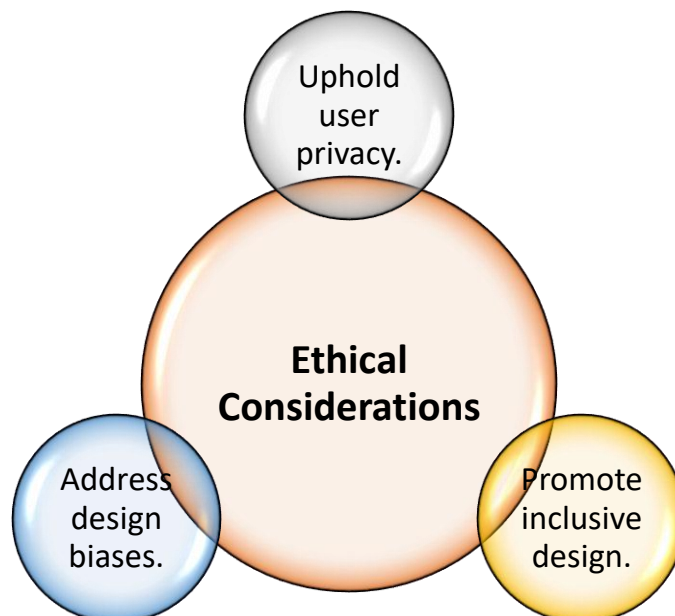 Uphold
user
privacy.
Ethical
Considerations
Address
design
biases.
Promote
inclusive
design.